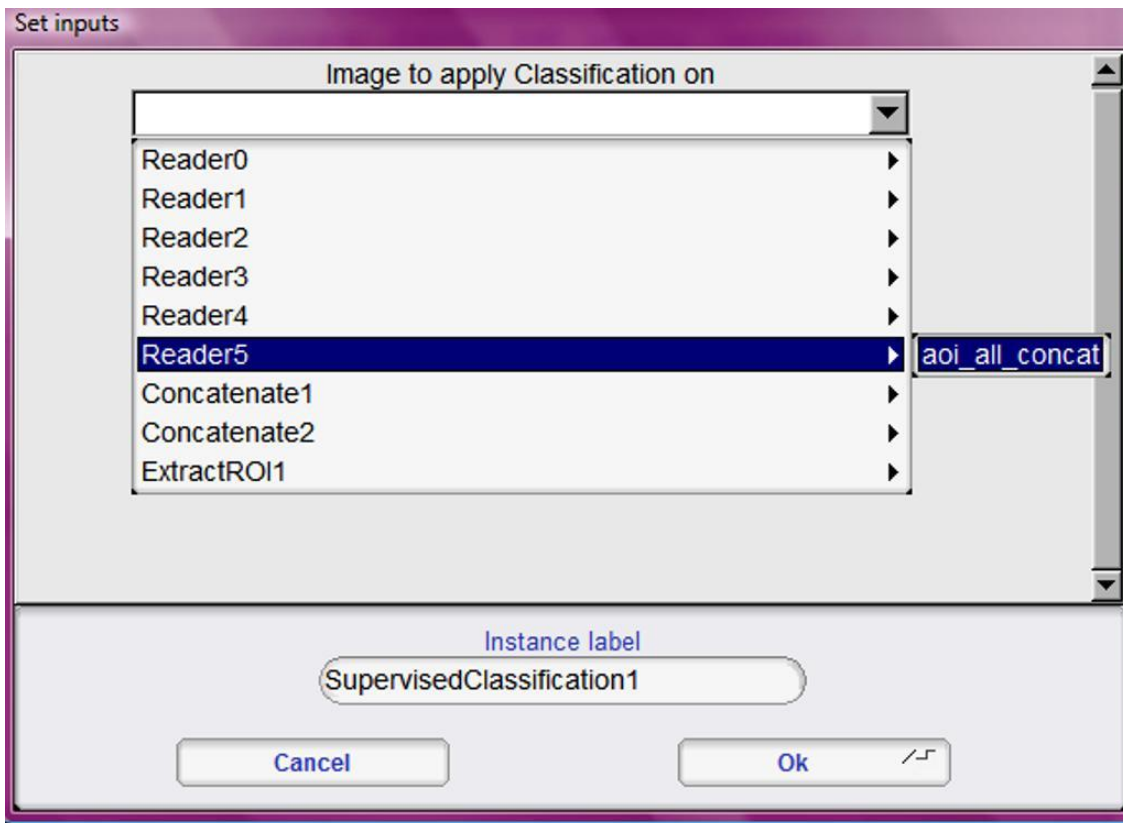 Set inputs
Image to apply Classification on
Reader0
Reader1
Reader2
Reader3
Reader4
Reader5
aoi_all_concat
Concatenate1
Concatenate2
ExtractROI1
Instance label
SupervisedClassification1
Cancel
Ok